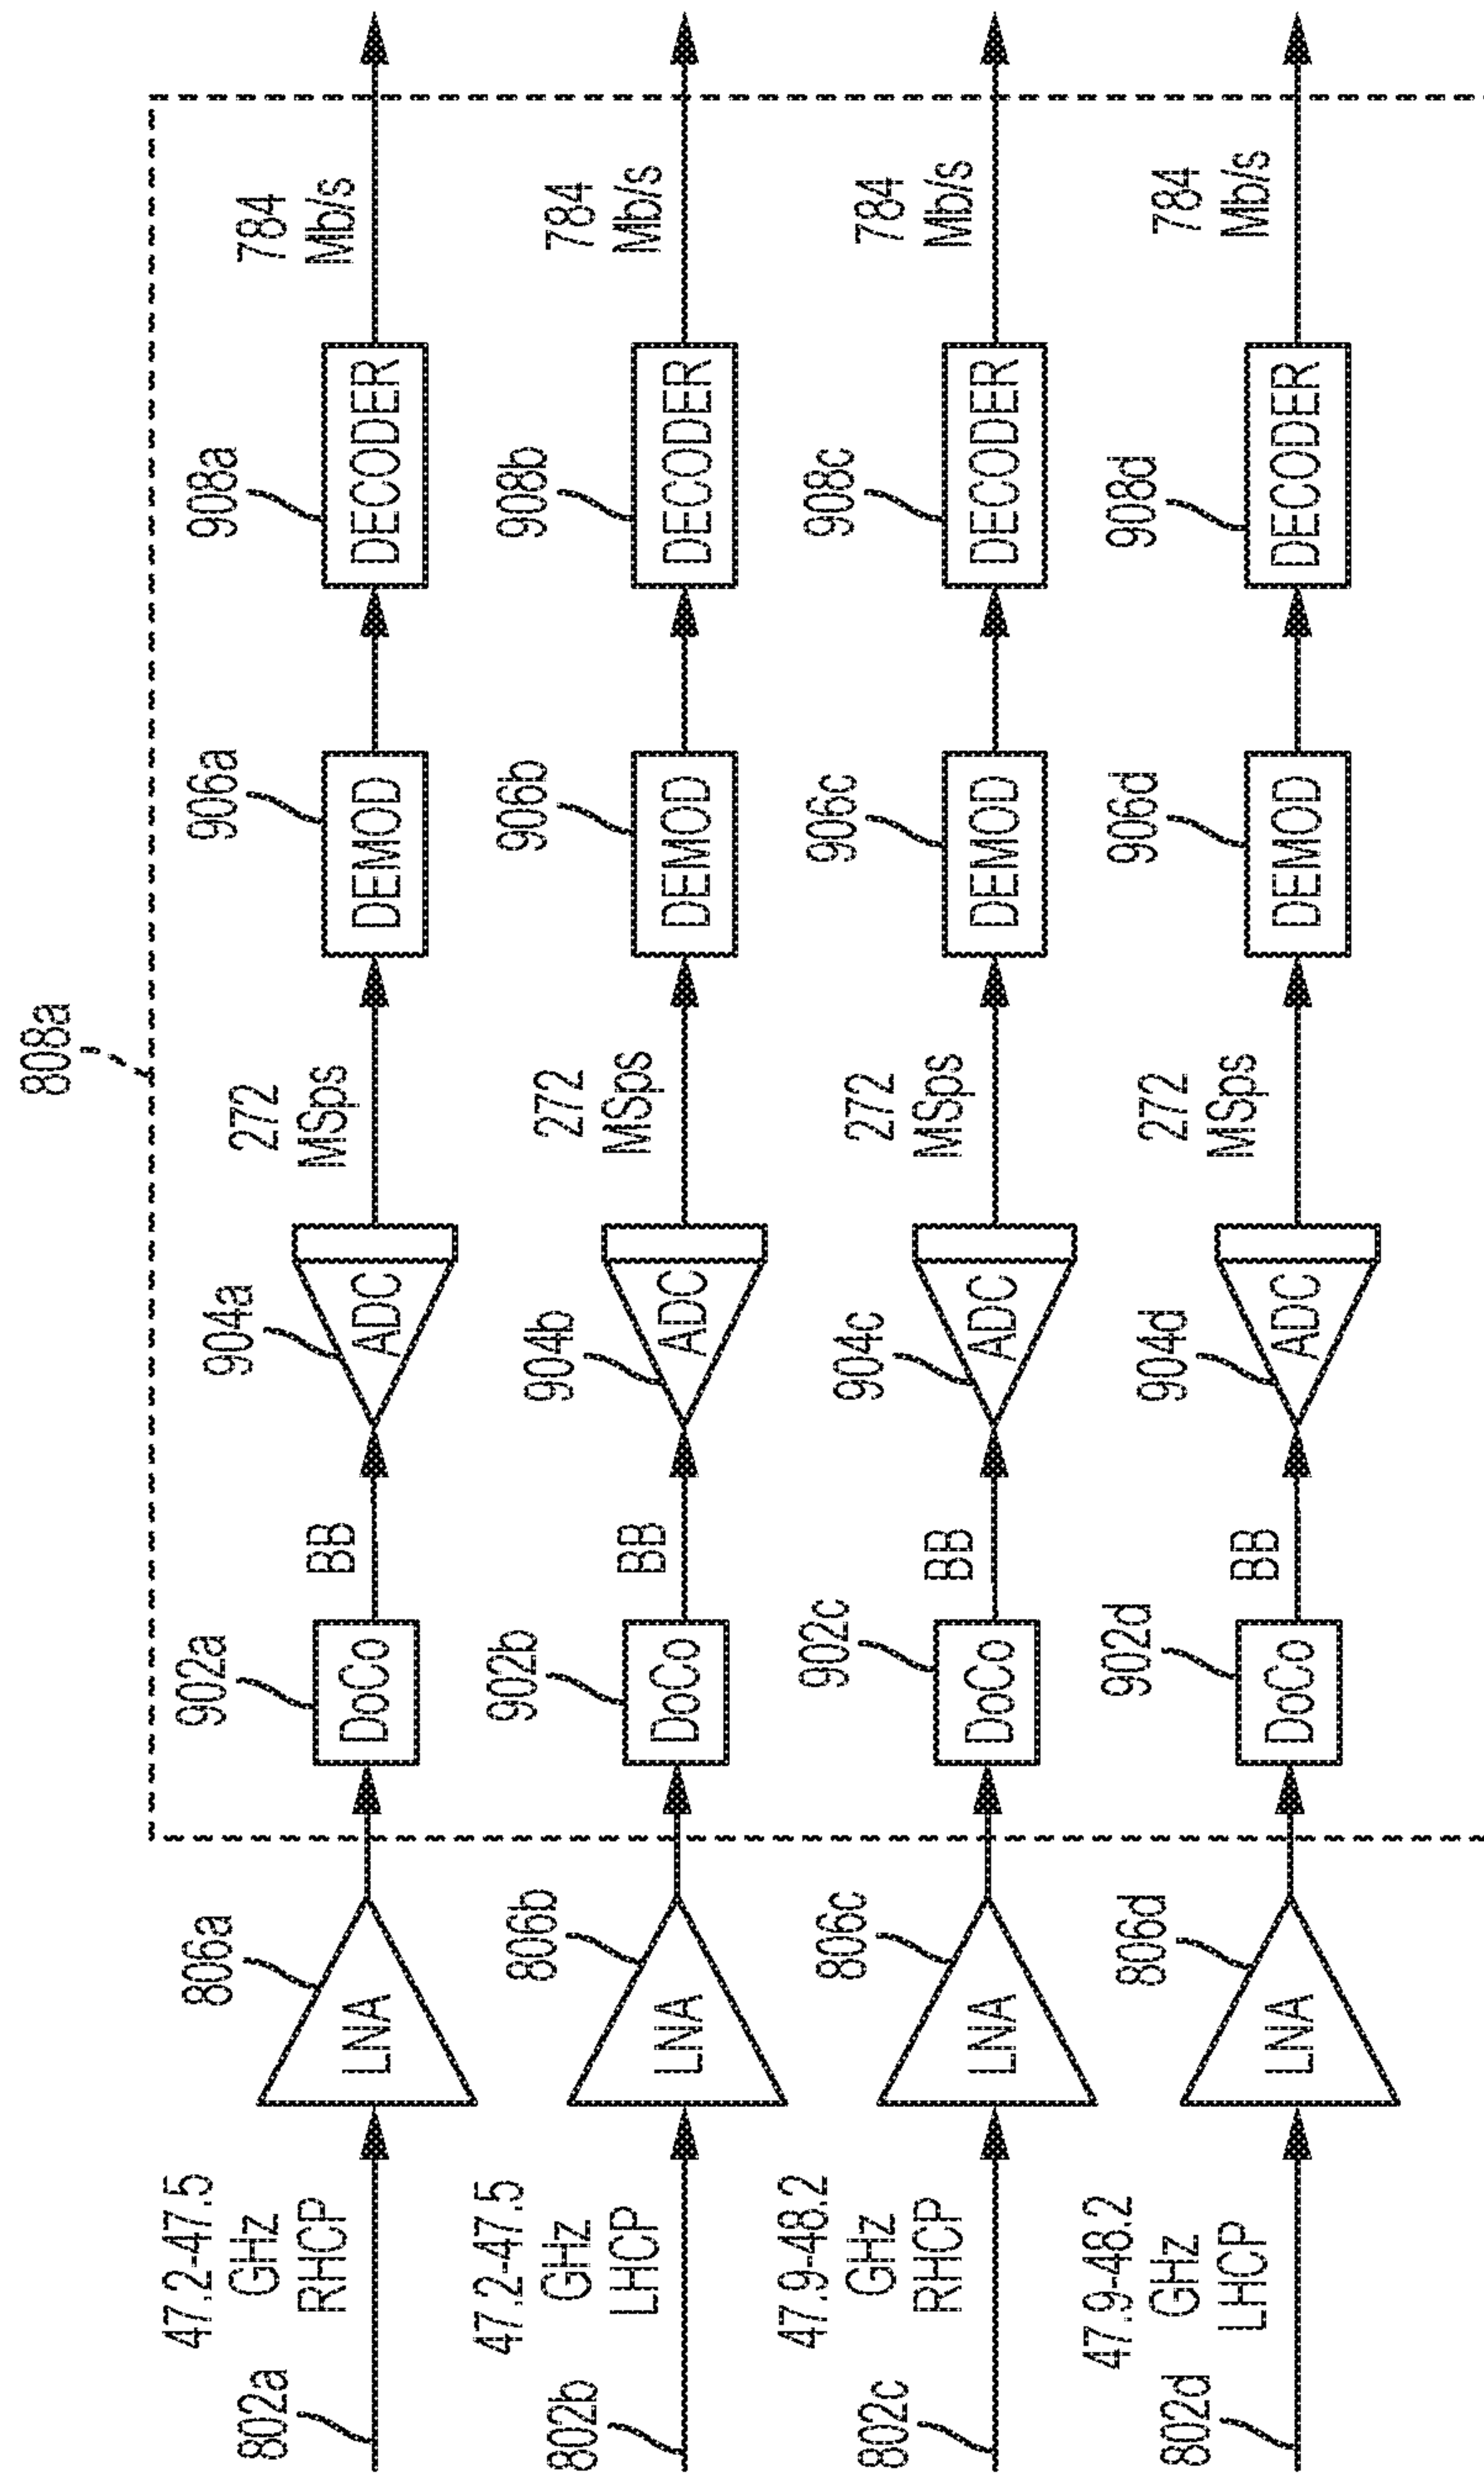 808a
802a
47.2-47.5
GHz
RHCP
806a
LNA
902a
DoCo
BB
904a
ADC
272
MSps
906a
DEMOD
908a
DECODER
784
Mb/s
802b
47.2-47.5
GHz
LHCP
806b
LNA
902b
DoCo
BB
904b
ADC
272
MSps
906b
DEMOD
908b
DECODER
784
Mb/s
802c
47.9-48.2
GHz
RHCP
806c
LNA
902c
DoCo
BB
904c
ADC
272
MSps
906c
DEMOD
908c
DECODER
784
Mb/s
802d
47.9-48.2
GHz
LHCP
806d
LNA
902d
DoCo
BB
904d
ADC
272
MSps
906d
DEMOD
908d
DECODER
784
Mb/s